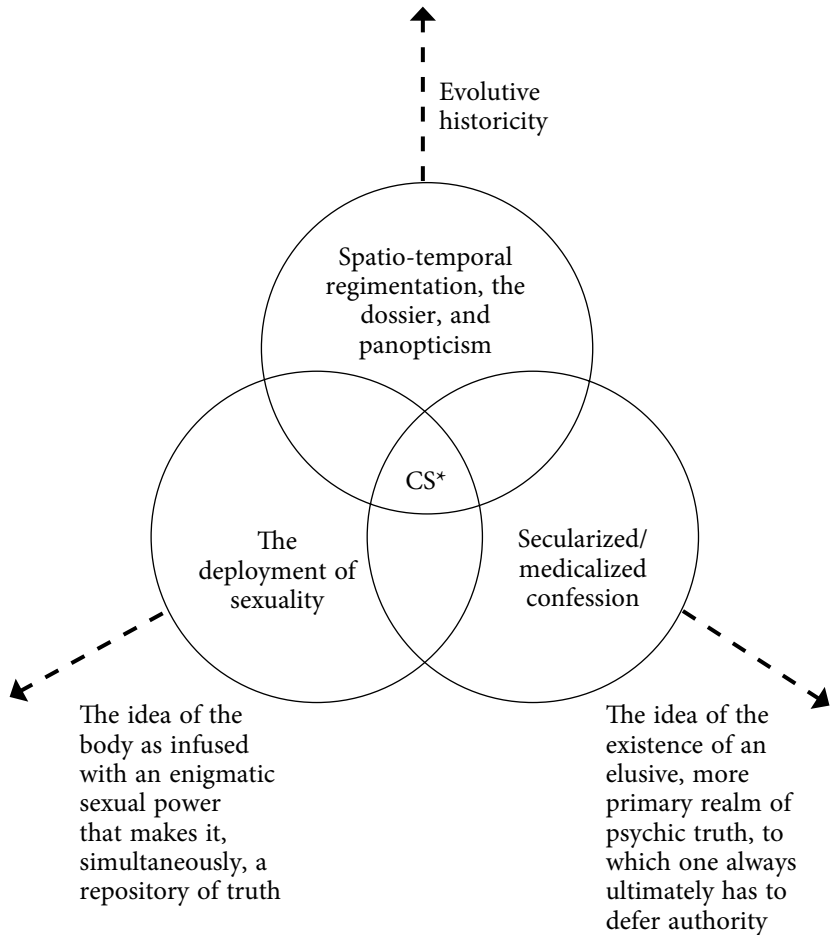 Evolutive
historicity
Spatio-temporal
regimentation, the
dossier, and
panopticism
CS*
The
deployment of
sexuality
Secularized/
medicalized
confession
The idea of the
body as infused
with an enigmatic
sexual power
that makes it,
simultaneously, a
repository of truth
The idea of the
existence of an
elusive, more
primary realm of
psychic truth, to
which one always
ultimately has to
defer authority